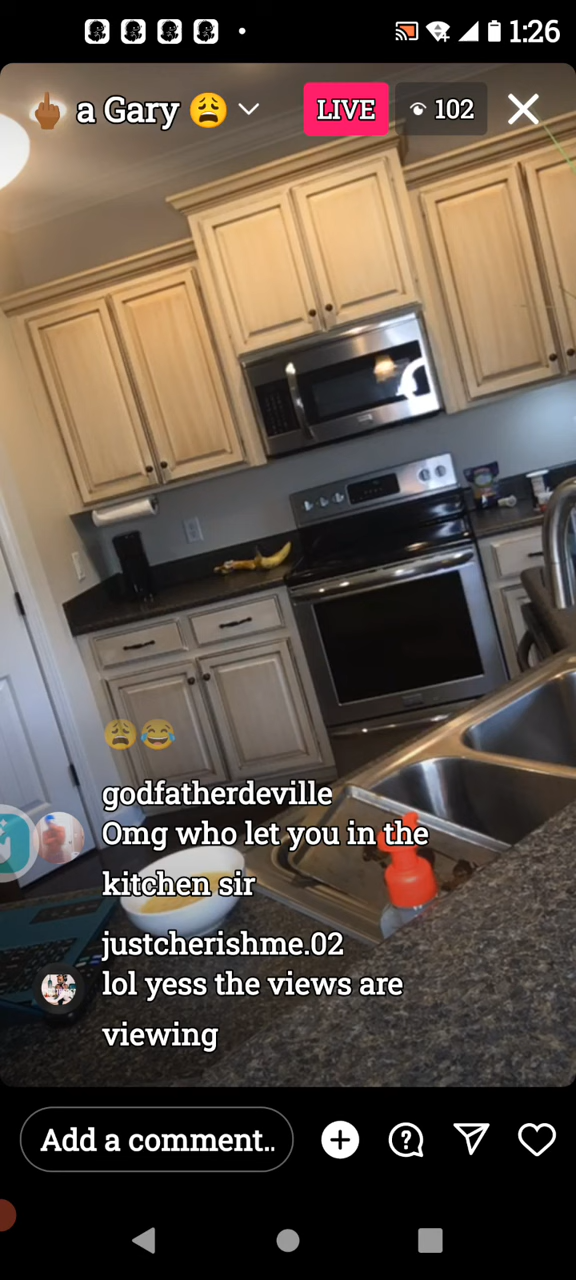 1:26
🖕🏾 a Gary 😩
LIVE
102
😩😂
godfatherdeville
Omg who let you in the
kitchen sir
justcherishme.02
lol yess the views are
viewing
Add a comment..